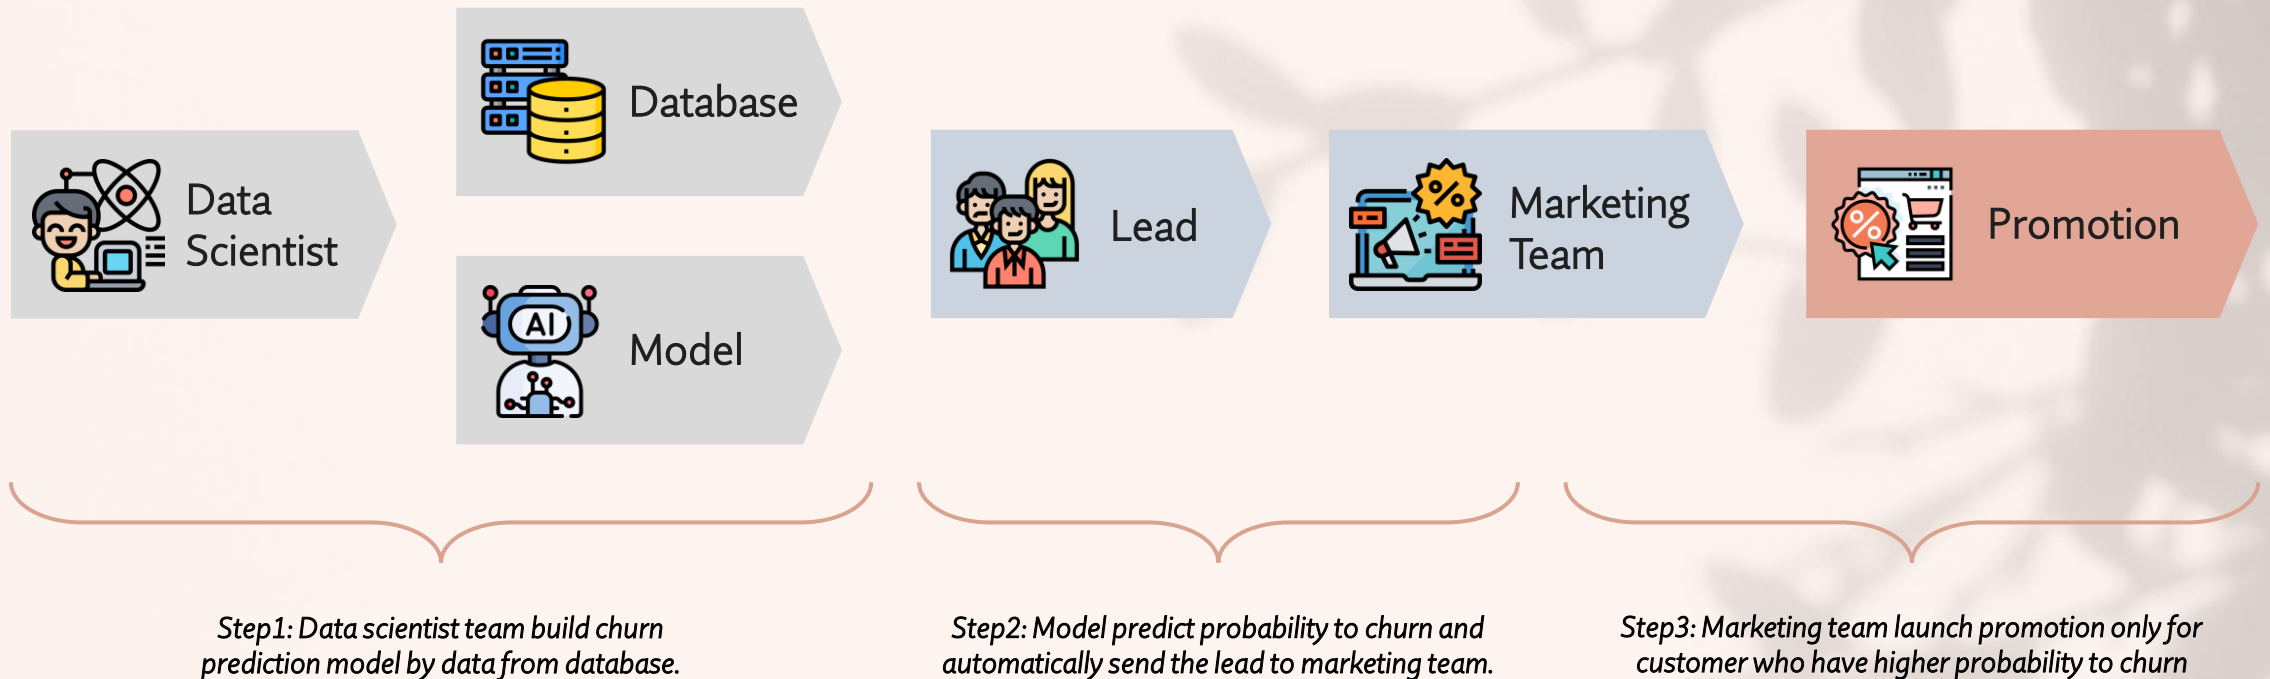 Database
Data
Scientist
Model
AI
Lead
%
Marketing
Team
%
Promotion
Step1: Data scientist team build churn
prediction model by data from database.
Step2: Model predict probability to churn and
automatically send the lead to marketing team.
Step3: Marketing team launch promotion only for
customer who have higher probability to churn